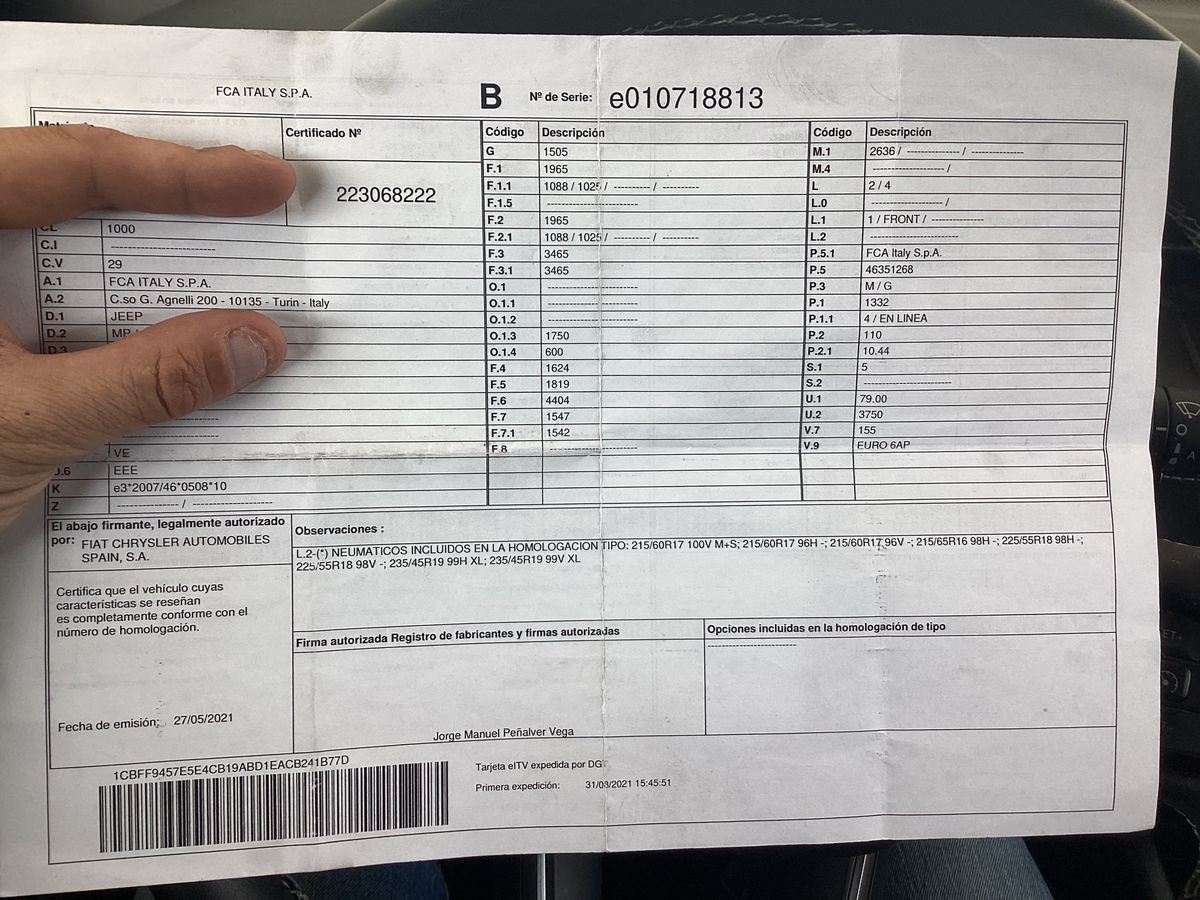 FCA ITALY S.P.A.
B Nº de Serie: e010718813
Certificado Nº
223068222
CL 1000
C.I ------------------------
C.V 29
A.1 FCA ITALY S.P.A.
A.2 C.so G. Agnelli 200 - 10135 - Turin - Italy
D.1 JEEP
D.2
D.3
------------------------
------------------------
VE
EEE
K e3*2007/46*0508*10
Z --------------- / -------------------
Código Descripción
G 1505
F.1 1965
F.1.1 1088 / 1025 / --------- / ---------
F.1.5 ---------------------
F.2 1965
F.2.1 1088 / 1025 / --------- / ---------
F.3 3465
F.3.1 3465
O.1 ---------------------
O.1.1 ---------------------
O.1.2 ---------------------
O.1.3 1750
O.1.4 600
F.4 1624
F.5 1819
F.6 4404
F.7 1547
F.7.1 1542
F.8 ---------------------
Código Descripción
M.1 2636 / ------------ / ------------
M.4 ----------------- /
L 2 / 4
L.0 ----------------- /
L.1 1 / FRONT / ------------
L.2 ---------------------
P.5.1 FCA Italy S.p.A.
P.5 46351268
P.3 M / G
P.1 1332
P.1.1 4 / EN LINEA
P.2 110
P.2.1 10.44
S.1 5
S.2 ---------------------
U.1 79.00
U.2 3750
V.7 155
V.9 EURO 6AP
El abajo firmante, legalmente autorizado
por: FIAT CHRYSLER AUTOMOBILES
SPAIN, S.A.
Certifica que el vehículo cuyas
características se reseñan
es completamente conforme con el
número de homologación.
Fecha de emisión: 27/05/2021
Observaciones :
L.2-(*) NEUMATICOS INCLUIDOS EN LA HOMOLOGACION TIPO: 215/60R17 100V M+S; 215/60R17 96H -; 215/60R17 96V -; 215/65R16 98H -; 225/55R18 98H -;
225/55R18 98V -; 235/45R19 99H XL; 235/45R19 99V XL
Firma autorizada Registro de fabricantes y firmas autorizadas
Jorge Manuel Peñalver Vega
Opciones incluidas en la homologación de tipo
---------------------
1CBFF9457E5E4CB19ABD1EACB241B77D
Tarjeta eITV expedida por
Primera expedición: 15:45:51